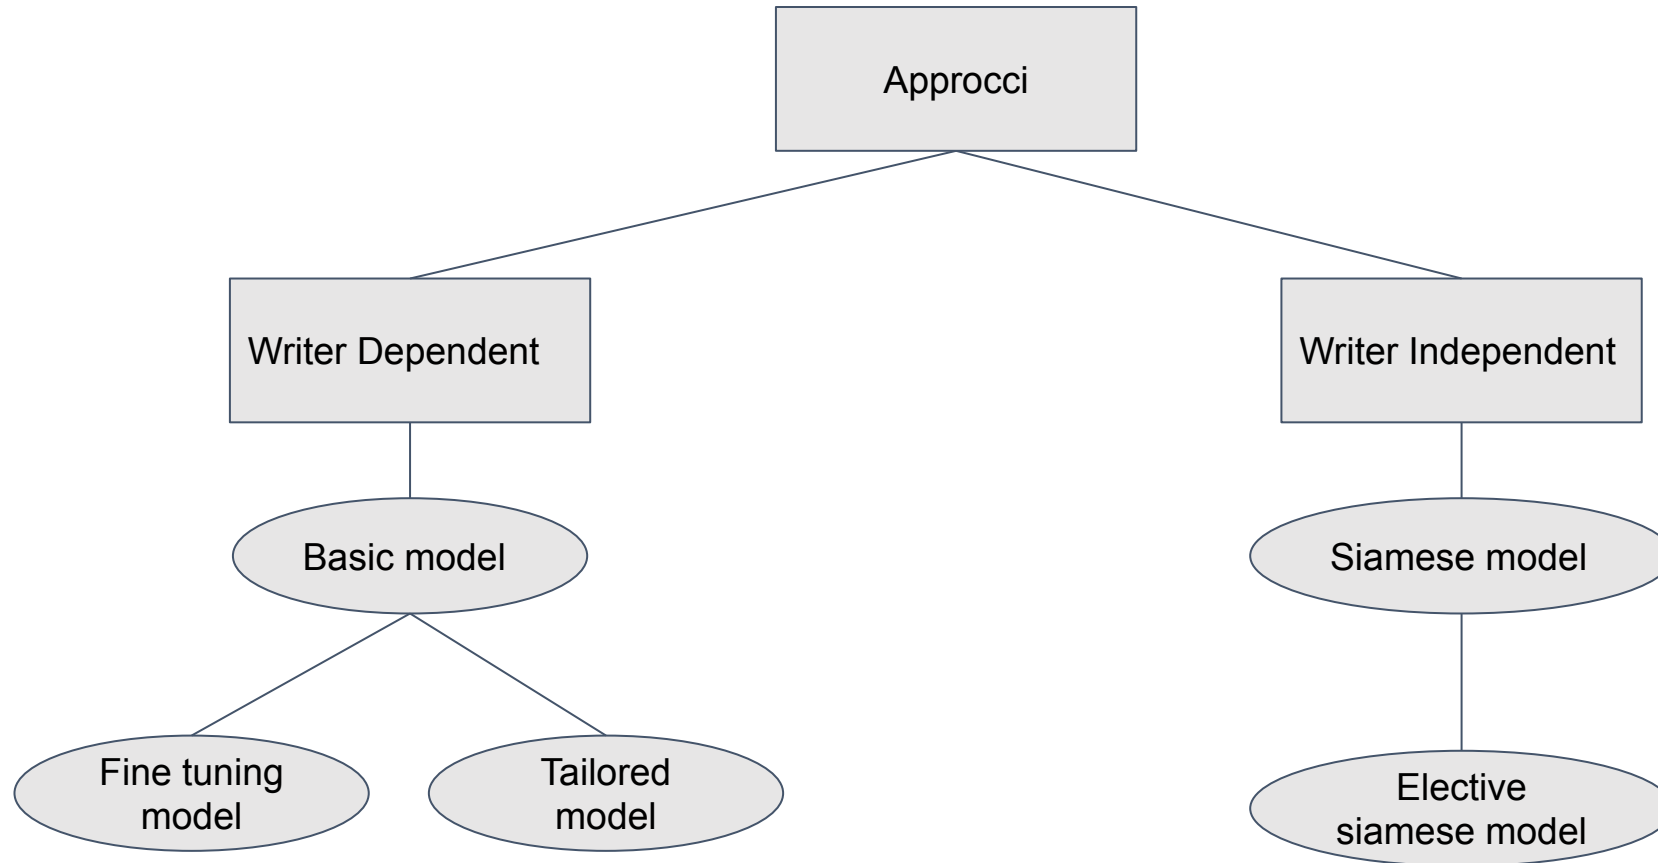 Approcci
Writer Dependent
Writer Independent
Basic model
Siamese model
Fine tuning
model
Tailored
model
Elective
siamese model